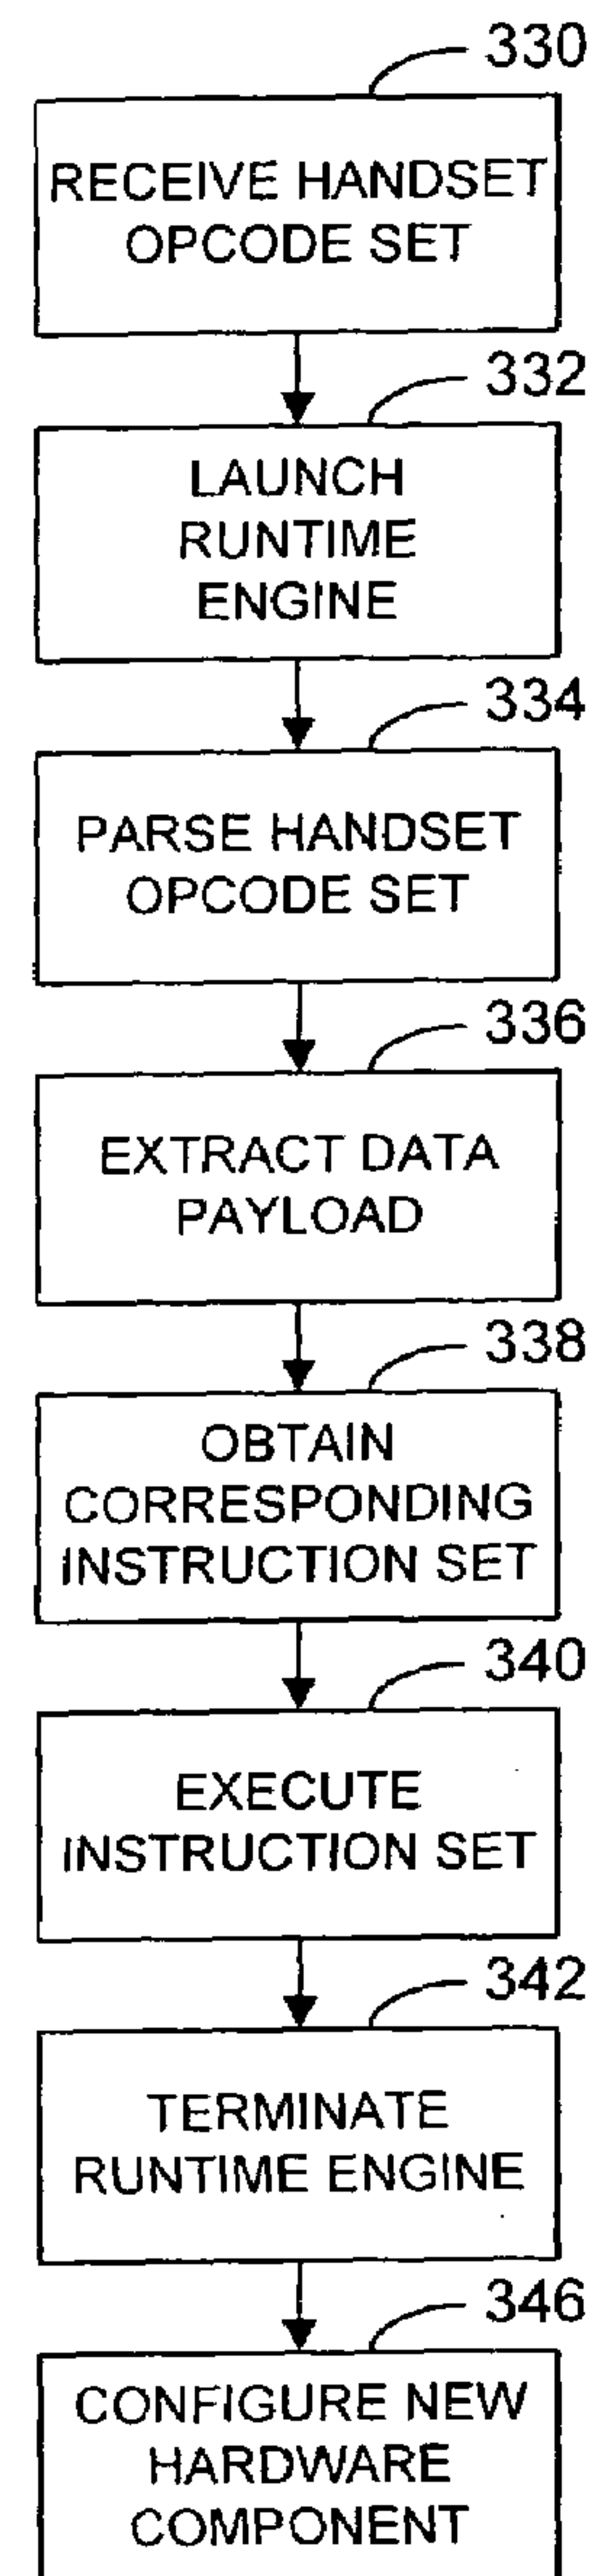 330
RECEIVE HANDSET
OPCODE SET
332
LAUNCH
RUNTIME
ENGINE
334
PARSE HANDSET
OPCODE SET
336
EXTRACT DATA
PAYLOAD
338
OBTAIN
CORRESPONDING
INSTRUCTION SET
340
EXECUTE
INSTRUCTION SET
342
TERMINATE
RUNTIME ENGINE
346
CONFIGURE NEW
HARDWARE
COMPONENT